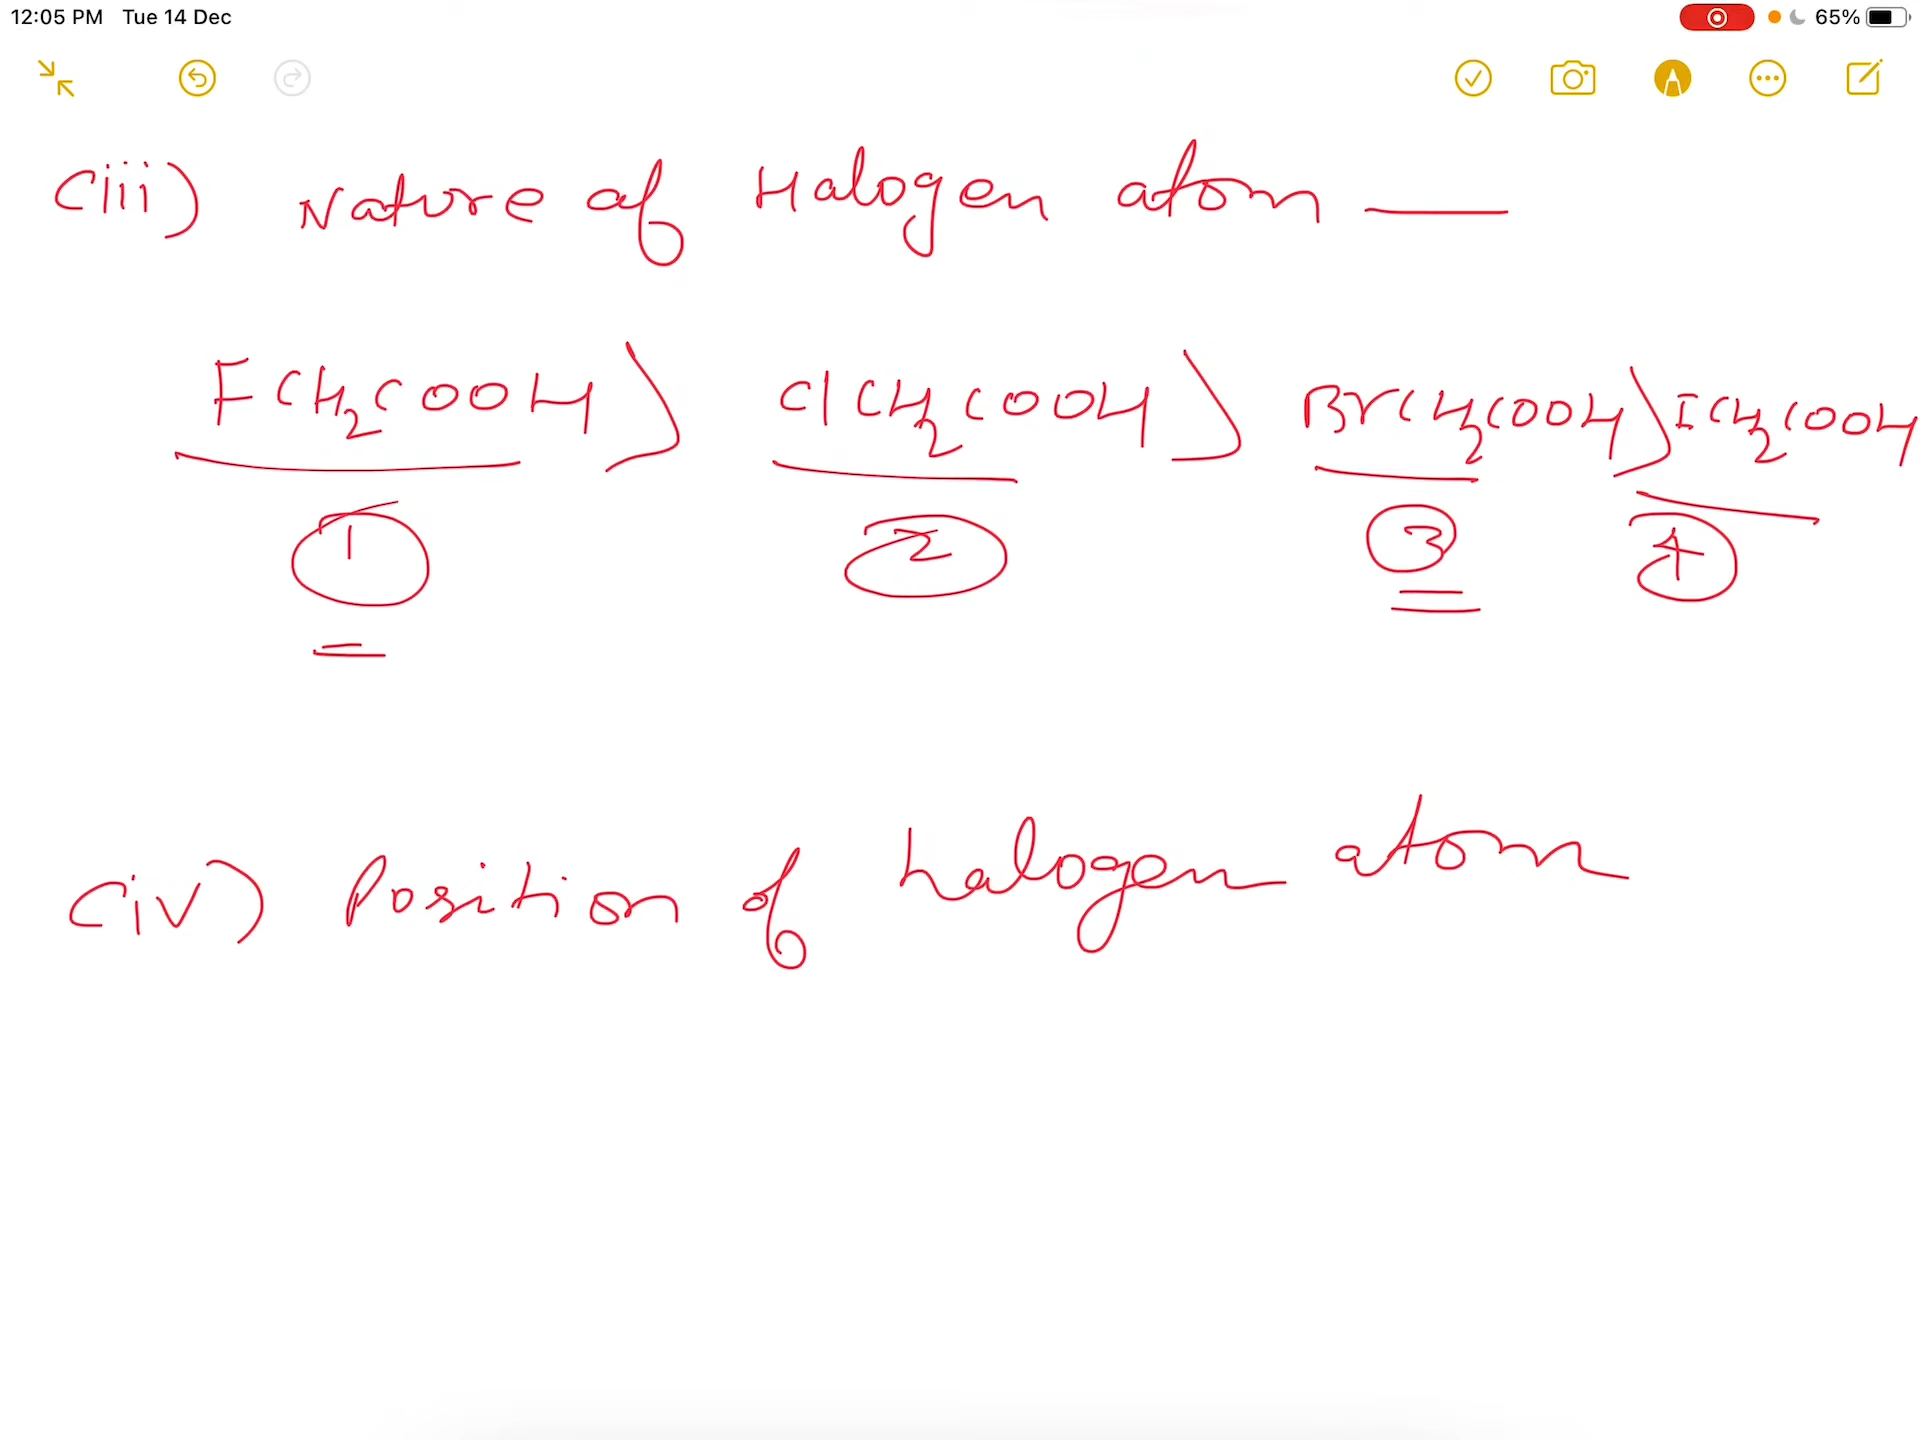 12:05 PM Tue 14 Dec 65%
(iii) Nature of Halogen atom —
FCH₂COOH > ClCH₂COOH > BrCH₂COOH > ICH₂COOH
1 2 3 4
(iv) Position of halogen atom